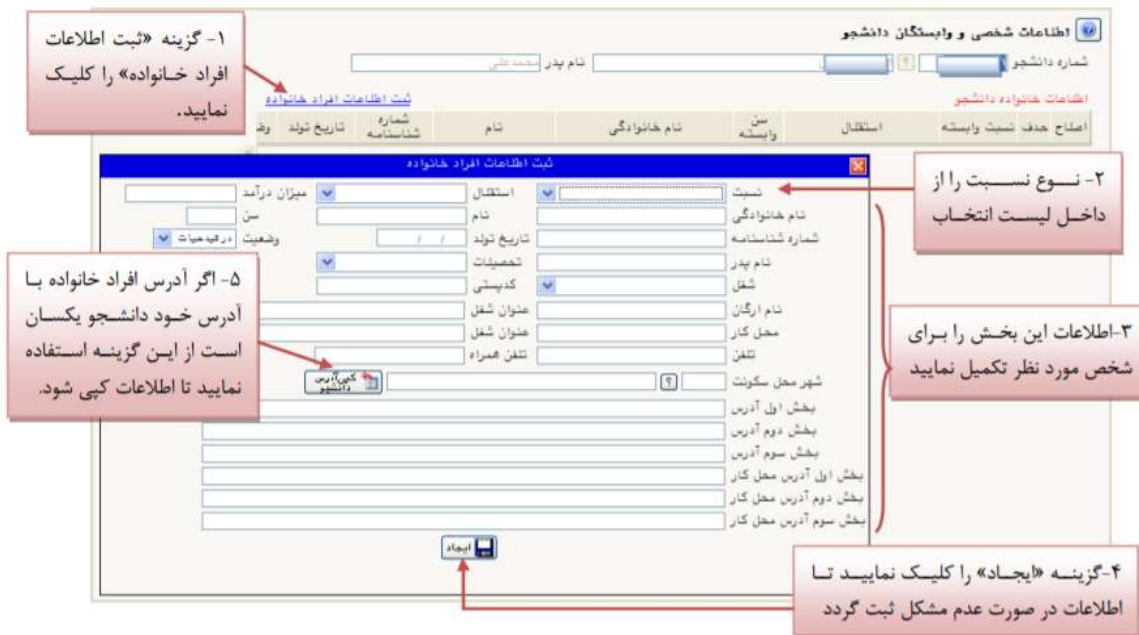 اطلاعات شخصی و وابستگان دانشجو
شماره دانشجو ? نام پدر محمدعلی
اطلاعات خانواده دانشجو ثبت اطلاعات افراد خانواده
اصلاح حذف نسبت وابسته استقلال سن وابسته نام خانوادگی نام شماره شناسنامه تاریخ تولد
۱- گزینه «ثبت اطلاعات
افراد خانواده» را کلیک
نمایید.
ثبت اطلاعات افراد خانواده
نسبت استقلال میزان درآمد
نام خانوادگی نام سن
شماره شناسنامه تاریخ تولد / / وضعیت در قیدحیات
نام پدر تحصیلات
شغل کدپستی
نام ارگان عنوان شغل
محل کار عنوان شغل
تلفن تلفن همراه
شهر محل سکونت ? کپی آدرس دانشجو
بخش اول آدرس
بخش دوم آدرس
بخش سوم آدرس
بخش اول آدرس محل کار
بخش دوم آدرس محل کار
بخش سوم آدرس محل کار
ایجاد
۲- نوع نسبت را از
داخل لیست انتخاب
۳-اطلاعات این بخش را برای
شخص مورد نظر تکمیل نمایید
۴-گزینه «ایجاد» را کلیک نمایید تا
اطلاعات در صورت عدم مشکل ثبت گردد
۵- اگر آدرس افراد خانواده با
آدرس خود دانشجو یکسان
است از این گزینه استفاده
نمایید تا اطلاعات کپی شود.